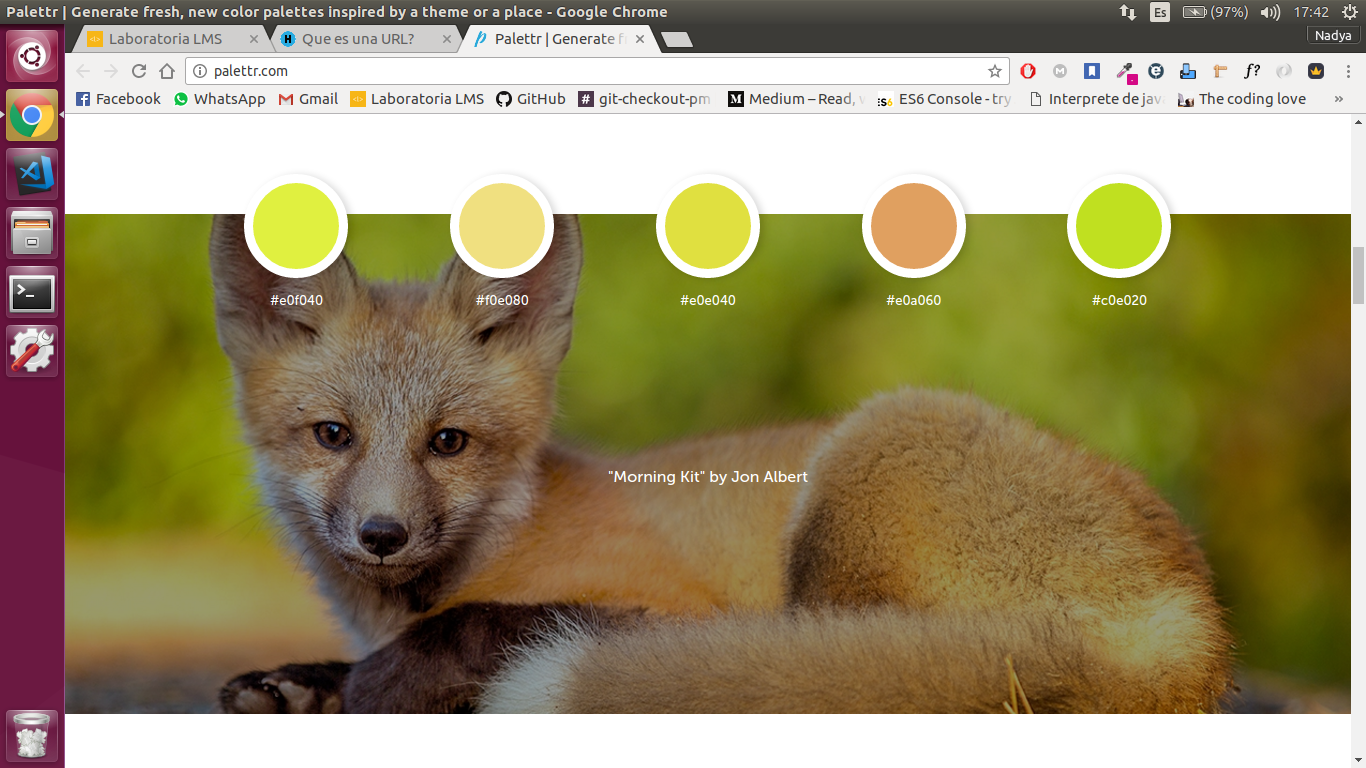 Palettr | Generate fresh, new color palettes inspired by a theme or a place - Google Chrome
Es
(97%)
17:42
Laboratoria LMS
Que es una URL?
Palettr | Generate f
Nadya
palettr.com
f?
Facebook
WhatsApp
Gmail
Laboratoria LMS
GitHub
git-checkout-pm
Medium – Read,
ES6 Console - try
Interprete de jav
The coding love
»
#e0f040
#f0e080
#e0e040
#e0a060
#c0e020
"Morning Kit" by Jon Albert